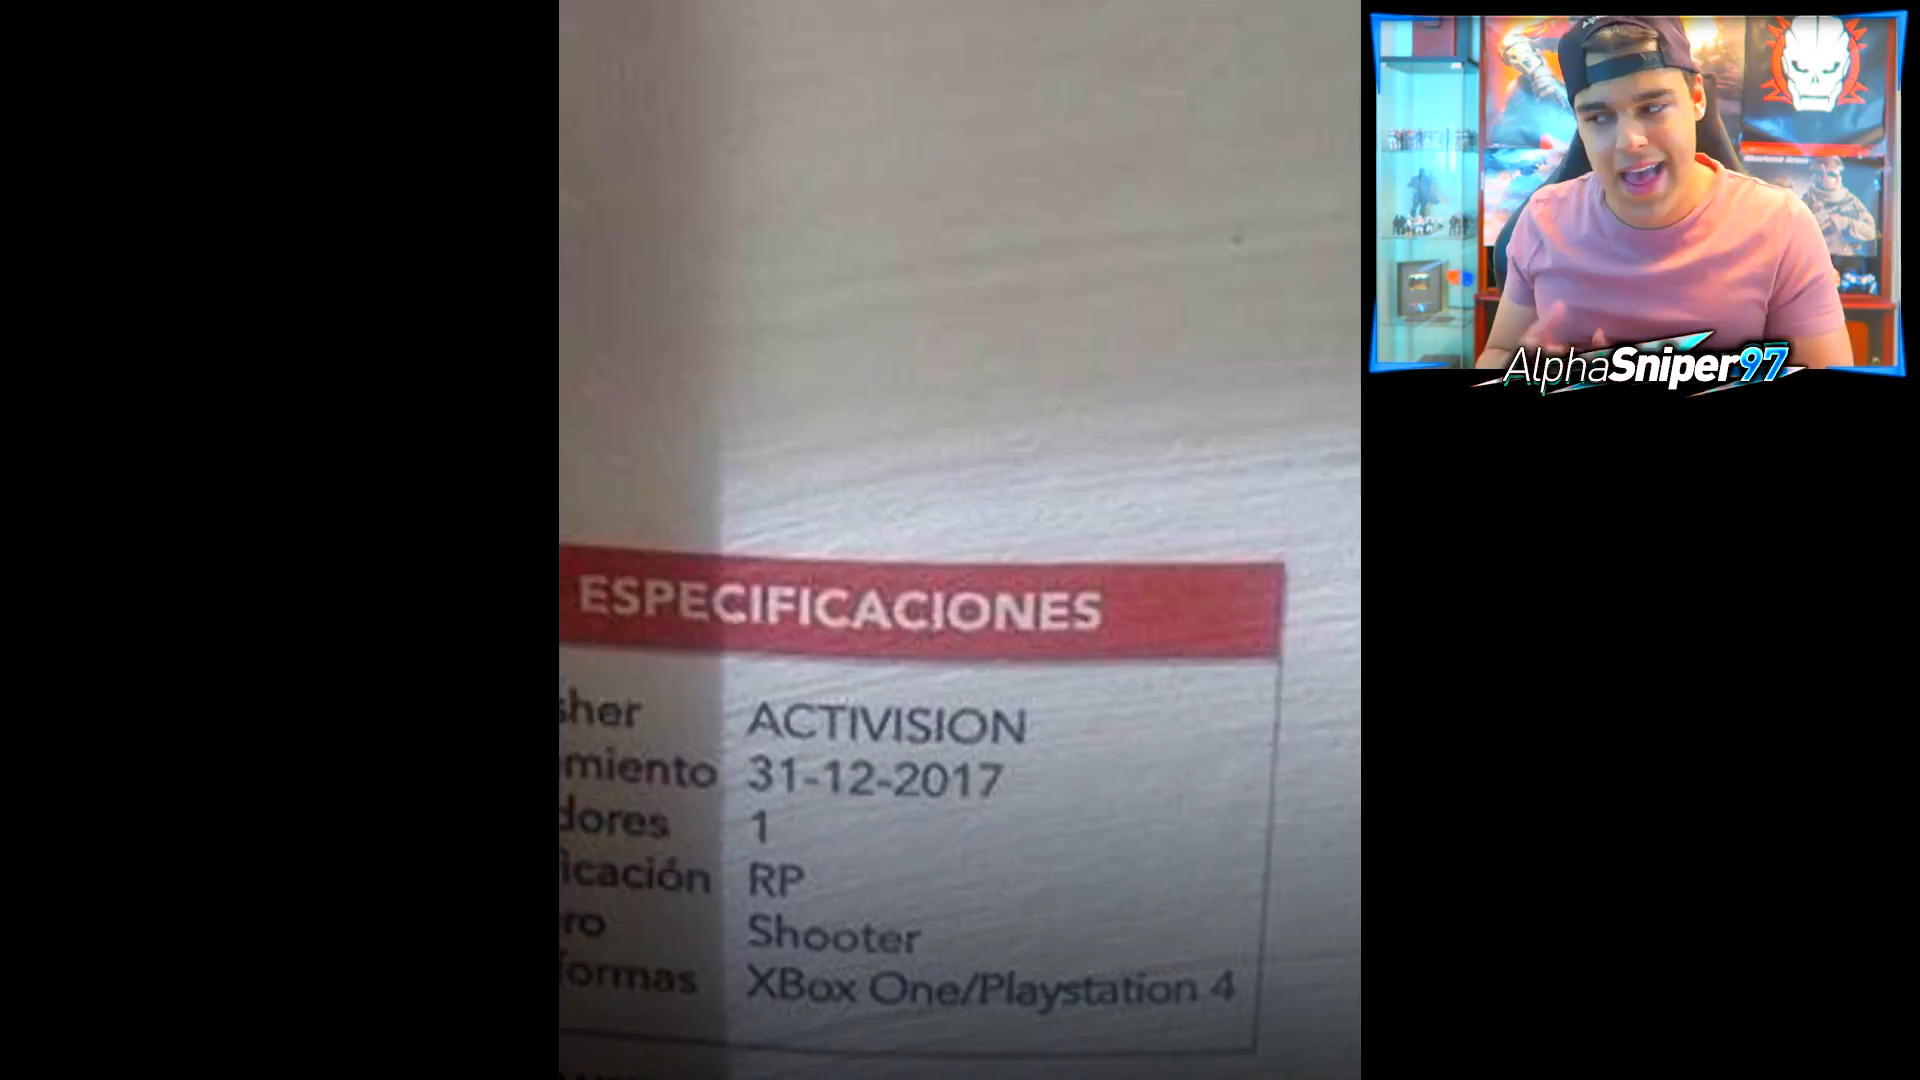 AlphaSniper97
ESPECIFICACIONES
sher ACTIVISION
miento 31-12-2017
dores 1
icación RP
ro Shooter
formas XBox One/Playstation 4